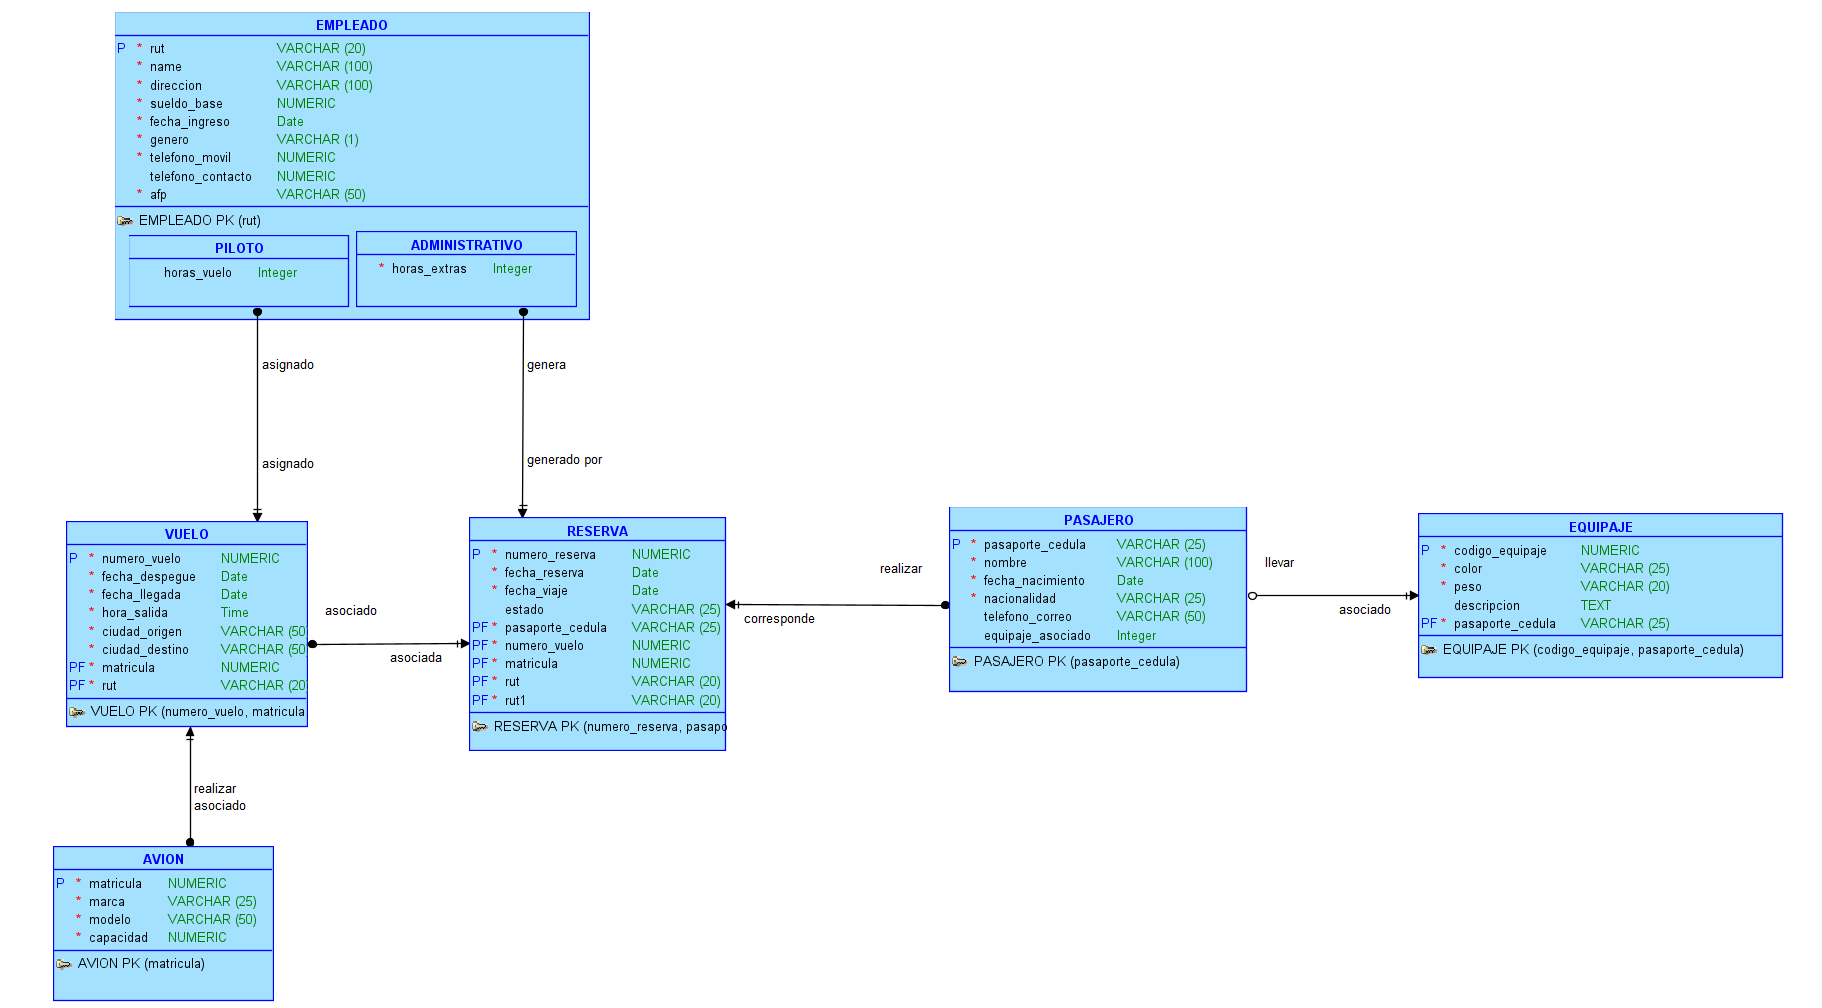 EMPLEADO
P * rut VARCHAR (20)
* name VARCHAR (100)
* direccion VARCHAR (100)
* sueldo_base NUMERIC
* fecha_ingreso Date
* genero VARCHAR (1)
* telefono_movil NUMERIC
telefono_contacto NUMERIC
* afp VARCHAR (50)
EMPLEADO PK (rut)
PILOTO
horas_vuelo Integer
ADMINISTRATIVO
* horas_extras Integer
asignado
genera
asignado
generado por
VUELO
P * numero_vuelo NUMERIC
* fecha_despegue Date
* fecha_llegada Date
* hora_salida Time
* ciudad_origen VARCHAR (50
* ciudad_destino VARCHAR (50
PF * matricula NUMERIC
PF * rut VARCHAR (20)
VUELO PK (numero_vuelo, matricula
asociado
asociada
RESERVA
P * numero_reserva NUMERIC
* fecha_reserva Date
* fecha_viaje Date
estado VARCHAR (25)
PF * pasaporte_cedula VARCHAR (25)
PF * numero_vuelo NUMERIC
PF * matricula NUMERIC
PF * rut VARCHAR (20)
PF * rut1 VARCHAR (20)
RESERVA PK (numero_reserva, pasapo
realizar
corresponde
PASAJERO
P * pasaporte_cedula VARCHAR (25)
* nombre VARCHAR (100)
* fecha_nacimiento Date
* nacionalidad VARCHAR (25)
telefono_correo VARCHAR (50)
equipaje_asociado Integer
PASAJERO PK (pasaporte_cedula)
llevar
asociado
EQUIPAJE
P * codigo_equipaje NUMERIC
* color VARCHAR (25)
* peso VARCHAR (20)
descripcion TEXT
PF * pasaporte_cedula VARCHAR (25)
EQUIPAJE PK (codigo_equipaje, pasaporte_cedula)
realizar
asociado
AVION
P * matricula NUMERIC
* marca VARCHAR (25)
* modelo VARCHAR (50)
* capacidad NUMERIC
AVION PK (matricula)